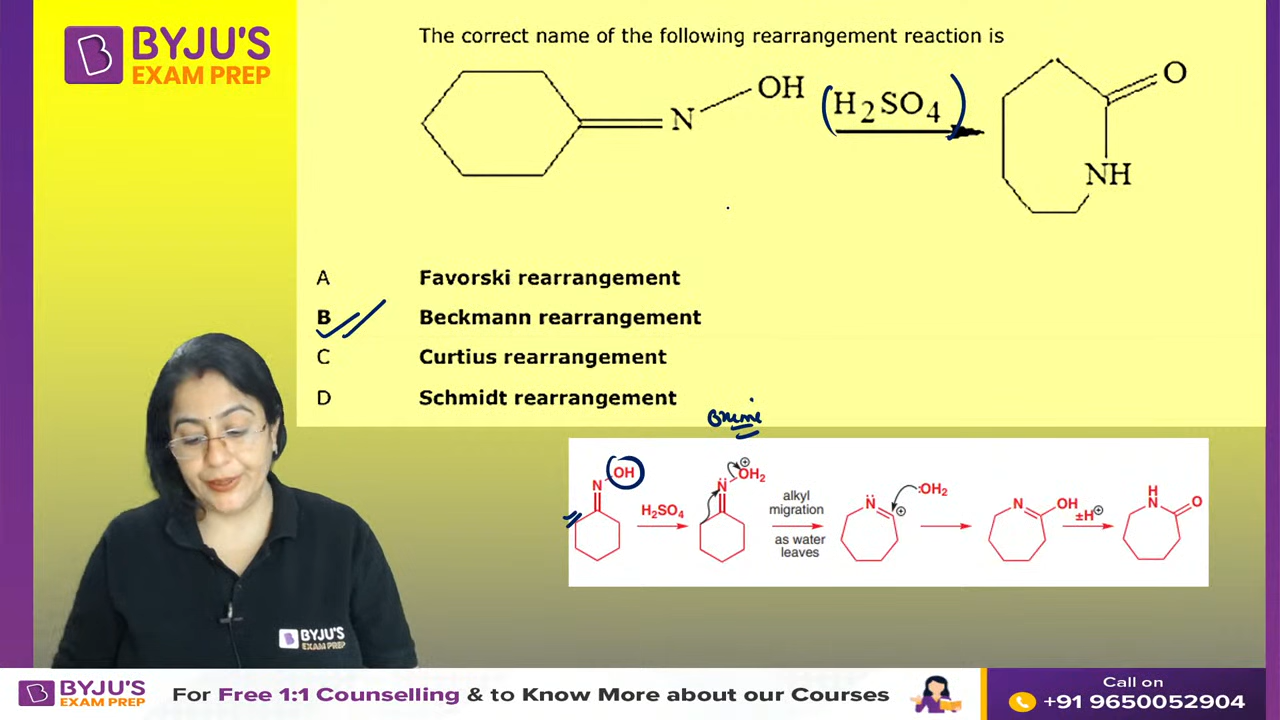 BYJU'S
EXAM PREP
The correct name of the following rearrangement reaction is
N OH (H2SO4) O
NH
A Favorski rearrangement
B Beckmann rearrangement
C Curtius rearrangement
D Schmidt rearrangement
Oxime
N OH
H2SO4
N̈ OH2 ⊕
alkyl
migration
as water
leaves
N̈ ⊕ :OH2
N OH
±H⊕
H
N O
BYJU'S
EXAM PREP
BYJU'S
EXAM PREP
For Free 1:1 Counselling & to Know More about our Courses
Call on
+91 9650052904